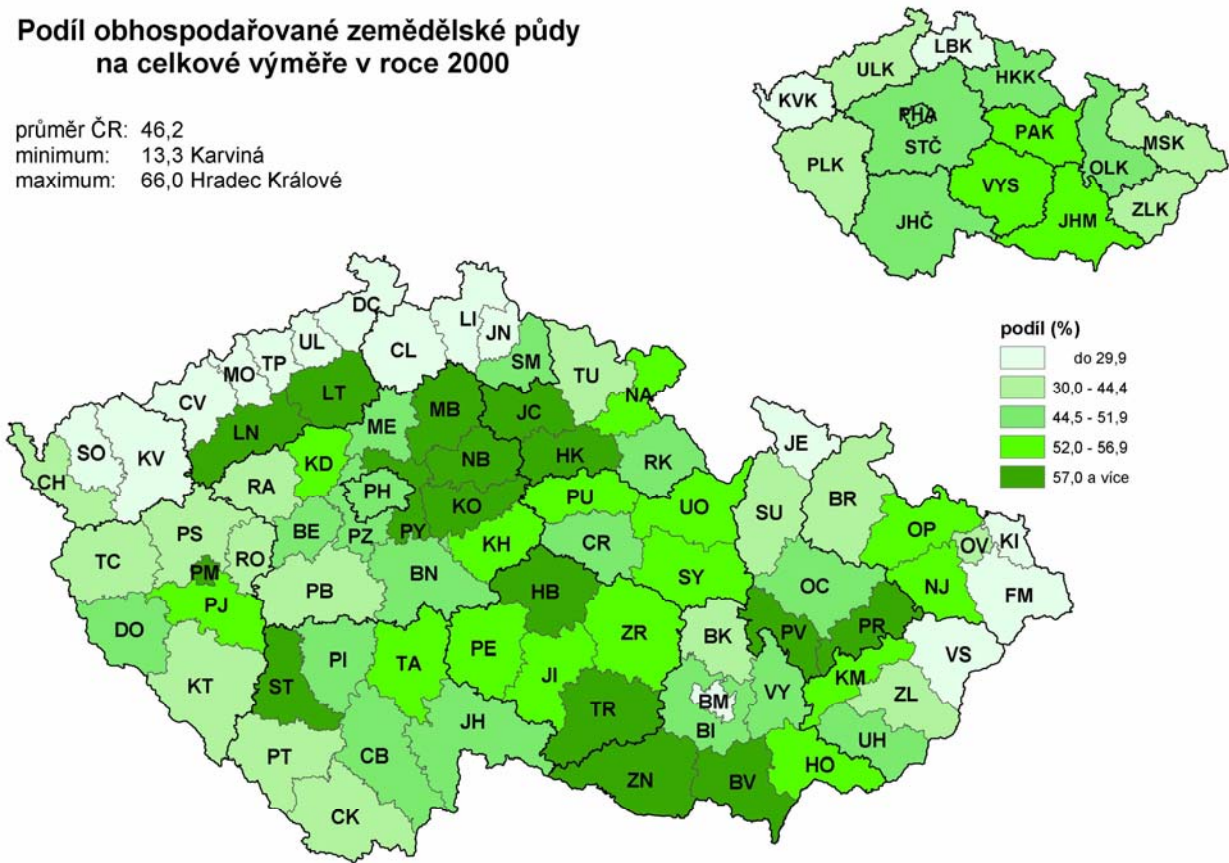 Podíl obhospodařované zemědělské půdy
na celkové výměře v roce 2000
průměr ČR: 46,2
minimum: 13,3 Karviná
maximum: 66,0 Hradec Králové
LBK
ULK
HKK
KVK
PHA
PAK
STČ
MSK
PLK
OLK
VYS
ZLK
JHČ
JHM
podíl (%)
do 29,9
30,0 - 44,4
44,5 - 51,9
52,0 - 56,9
57,0 a více
DC
LI
JN
UL
CL
TP
SM
MO
TU
LT
NA
CV
MB
JC
ME
LN
JE
SO
KV
KD
NB
HK
RK
CH
RA
PH
PU
BR
KO
UO
SU
OP
PS
BE
PZ
PY
KH
CR
OV
KI
TC
RO
PM
BN
SY
OC
NJ
FM
PB
HB
PJ
DO
ZR
BK
PV
PR
PI
TA
PE
VS
KT
ST
JI
KM
ZL
BM
VY
TR
JH
BI
UH
PT
CB
HO
ZN
BV
CK